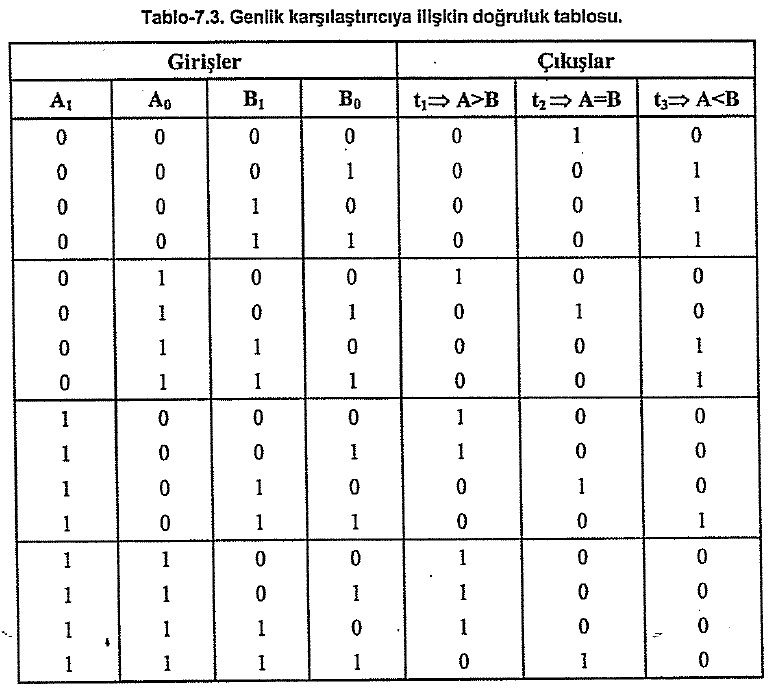 Tablo-7.3. Genlik karşılaştırıcıya ilişkin doğruluk tablosu.
Girişler Çıkışlar
A₁ A₀ B₁ B₀ t₁⇒ A>B t₂⇒ A=B t₃⇒ A<B
0 0 0 0 0 1 0
0 0 0 1 0 0 1
0 0 1 0 0 0 1
0 0 1 1 0 0 1
0 1 0 0 1 0 0
0 1 0 1 0 1 0
0 1 1 0 0 0 1
0 1 1 1 0 0 1
1 0 0 0 1 0 0
1 0 0 1 1 0 0
1 0 1 0 0 1 0
1 0 1 1 0 0 1
1 1 0 0 1 0 0
1 1 0 1 1 0 0
1 1 1 0 1 0 0
1 1 1 1 0 1 0